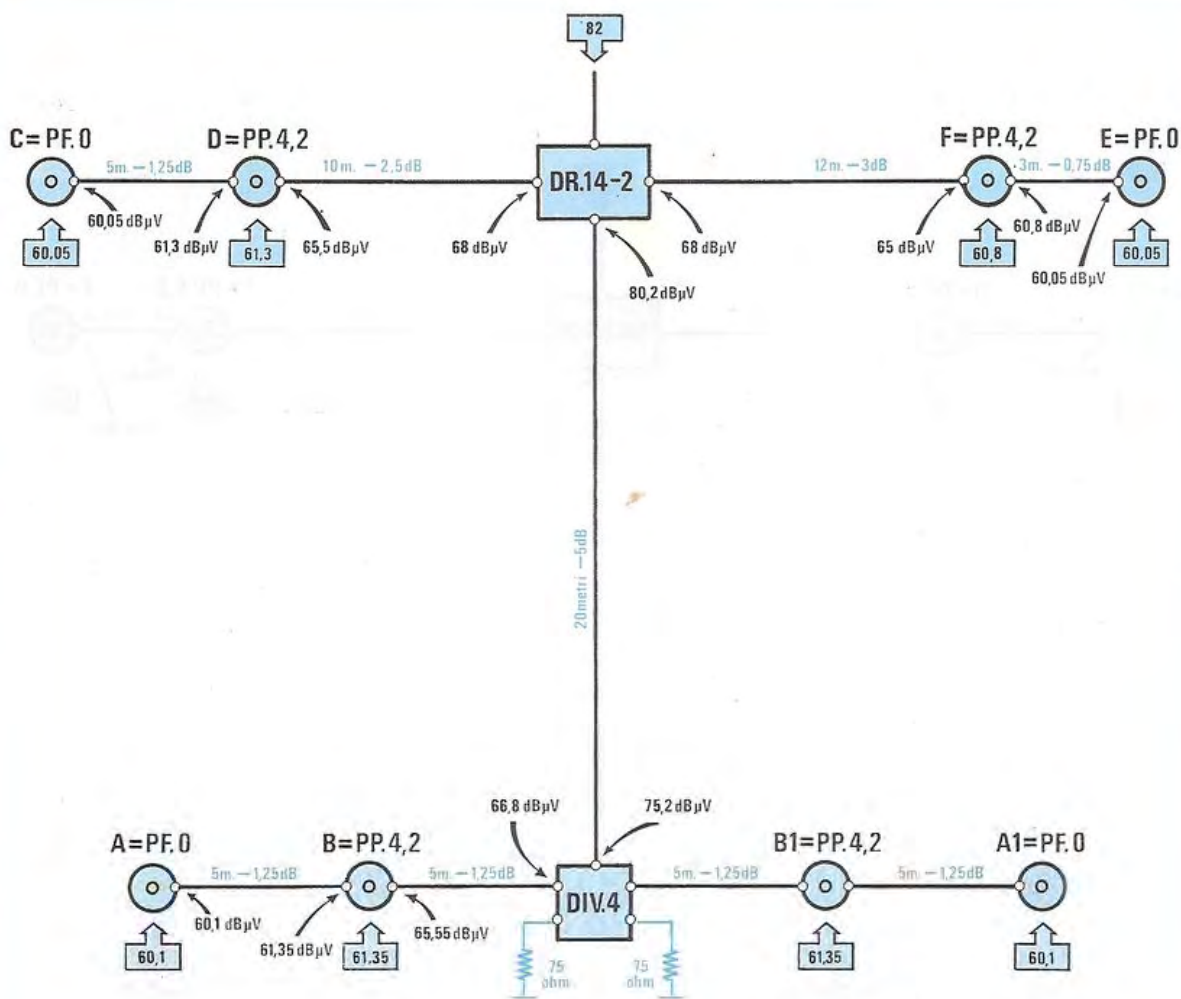 82
C=PF.0
D=PP.4,2
F=PP.4,2
E=PF.0
5m. −1,25dB
10m. −2,5dB
DR.14-2
12m. −3dB
3m. −0,75dB
60,05 dBµV
61,3 dBµV
65,5 dBµV
68 dBµV
68 dBµV
65 dBµV
60,8 dBµV
60,05 dBµV
60,05
61,3
60,8
60,05
80,2 dBµV
20metri −5dB
66,8 dBµV
75,2 dBµV
A=PF.0
B=PP.4,2
B1=PP.4,2
A1=PF.0
5m. −1,25dB
5m. −1,25dB
DIV.4
5m. −1,25dB
5m. −1,25dB
60,1 dBµV
61,35 dBµV
65,55 dBµV
60,1
61,35
75 ohm
75 ohm
61,35
60,1